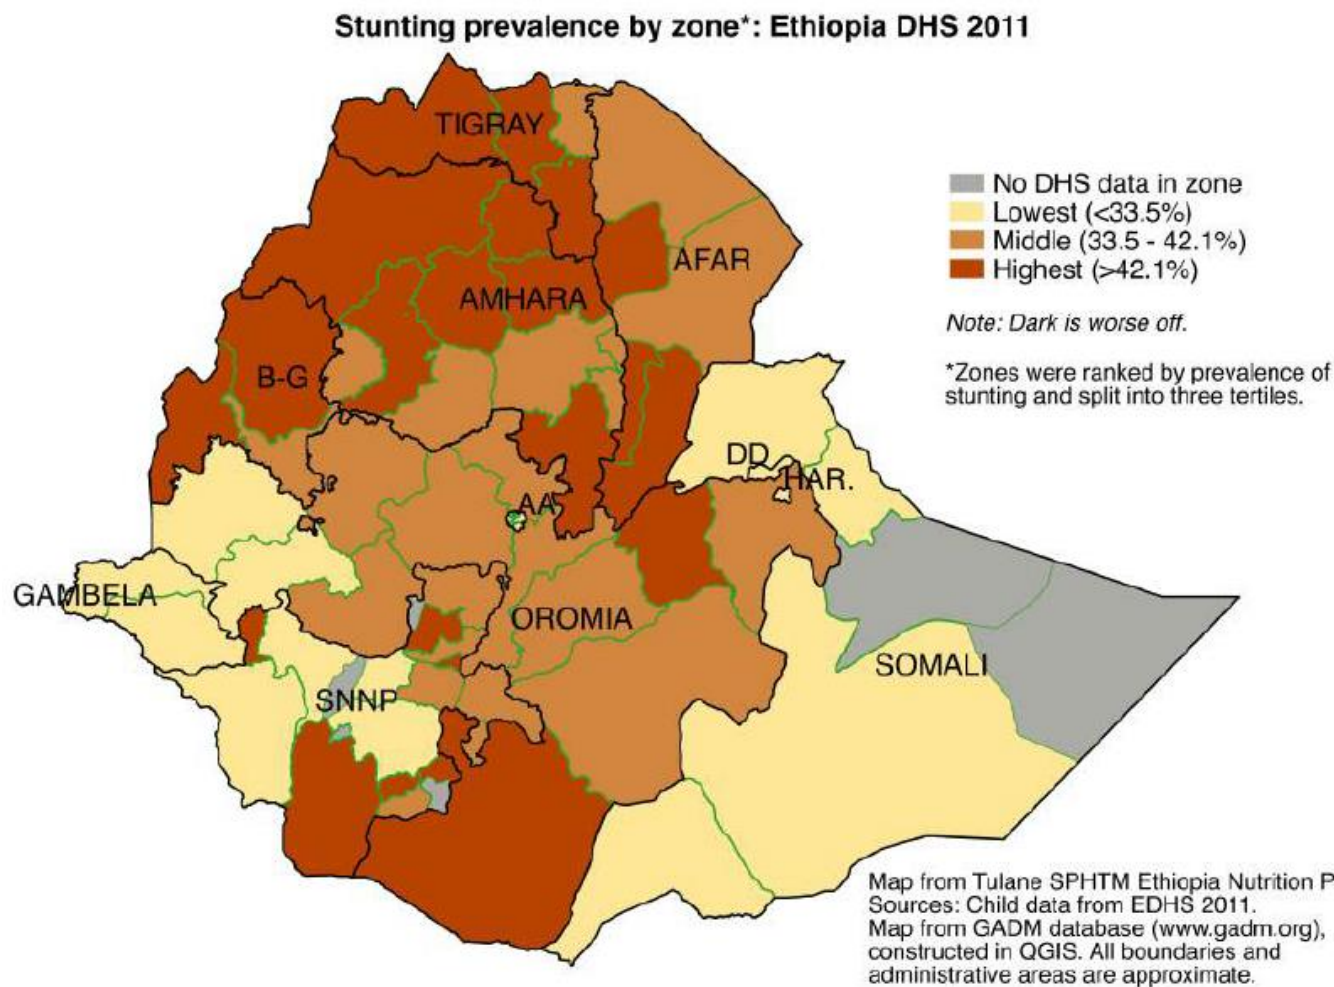 Stunting prevalence by zone*: Ethiopia DHS 2011
TIGRAY
No DHS data in zone
Lowest (<33.5%)
Middle (33.5 - 42.1%)
Highest (>42.1%)
AFAR
AMHARA
Note: Dark is worse off.
B-G
*Zones were ranked by prevalence of
stunting and split into three tertiles.
DD
HAR.
AA
GAMBELA
OROMIA
SOMALI
SNNP
Map from Tulane SPHTM Ethiopia Nutrition P
Sources: Child data from EDHS 2011.
Map from GADM database (www.gadm.org),
constructed in QGIS. All boundaries and
administrative areas are approximate.